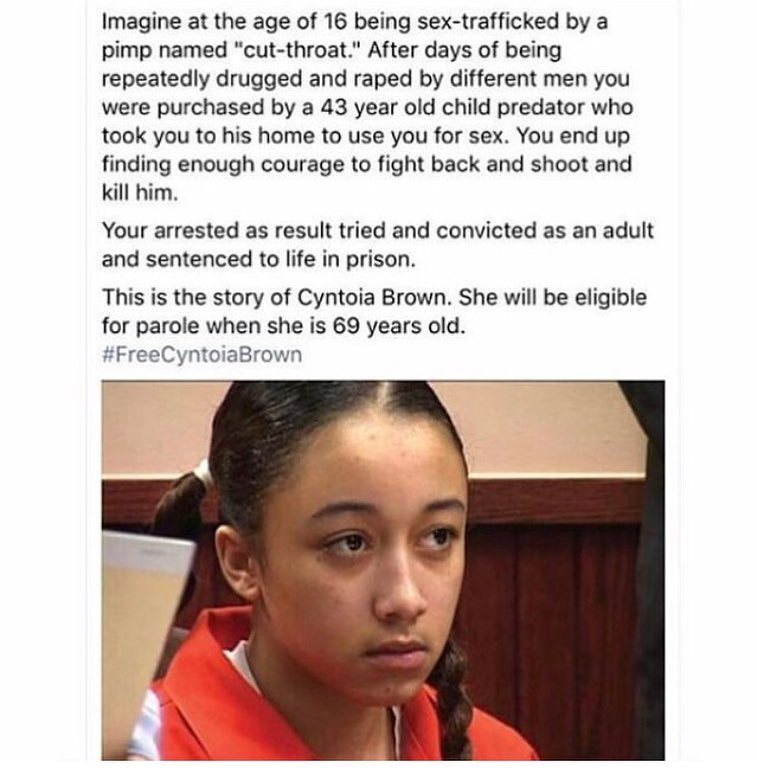 Imagine at the age of 16 being sex-trafficked by a
pimp named "cut-throat." After days of being
repeatedly drugged and raped by different men you
were purchased by a 43 year old child predator who
took you to his home to use you for sex. You end up
finding enough courage to fight back and shoot and
kill him.
Your arrested as result tried and convicted as an adult
and sentenced to life in prison.
This is the story of Cyntoia Brown. She will be eligible
for parole when she is 69 years old.
#FreeCyntoiaBrown